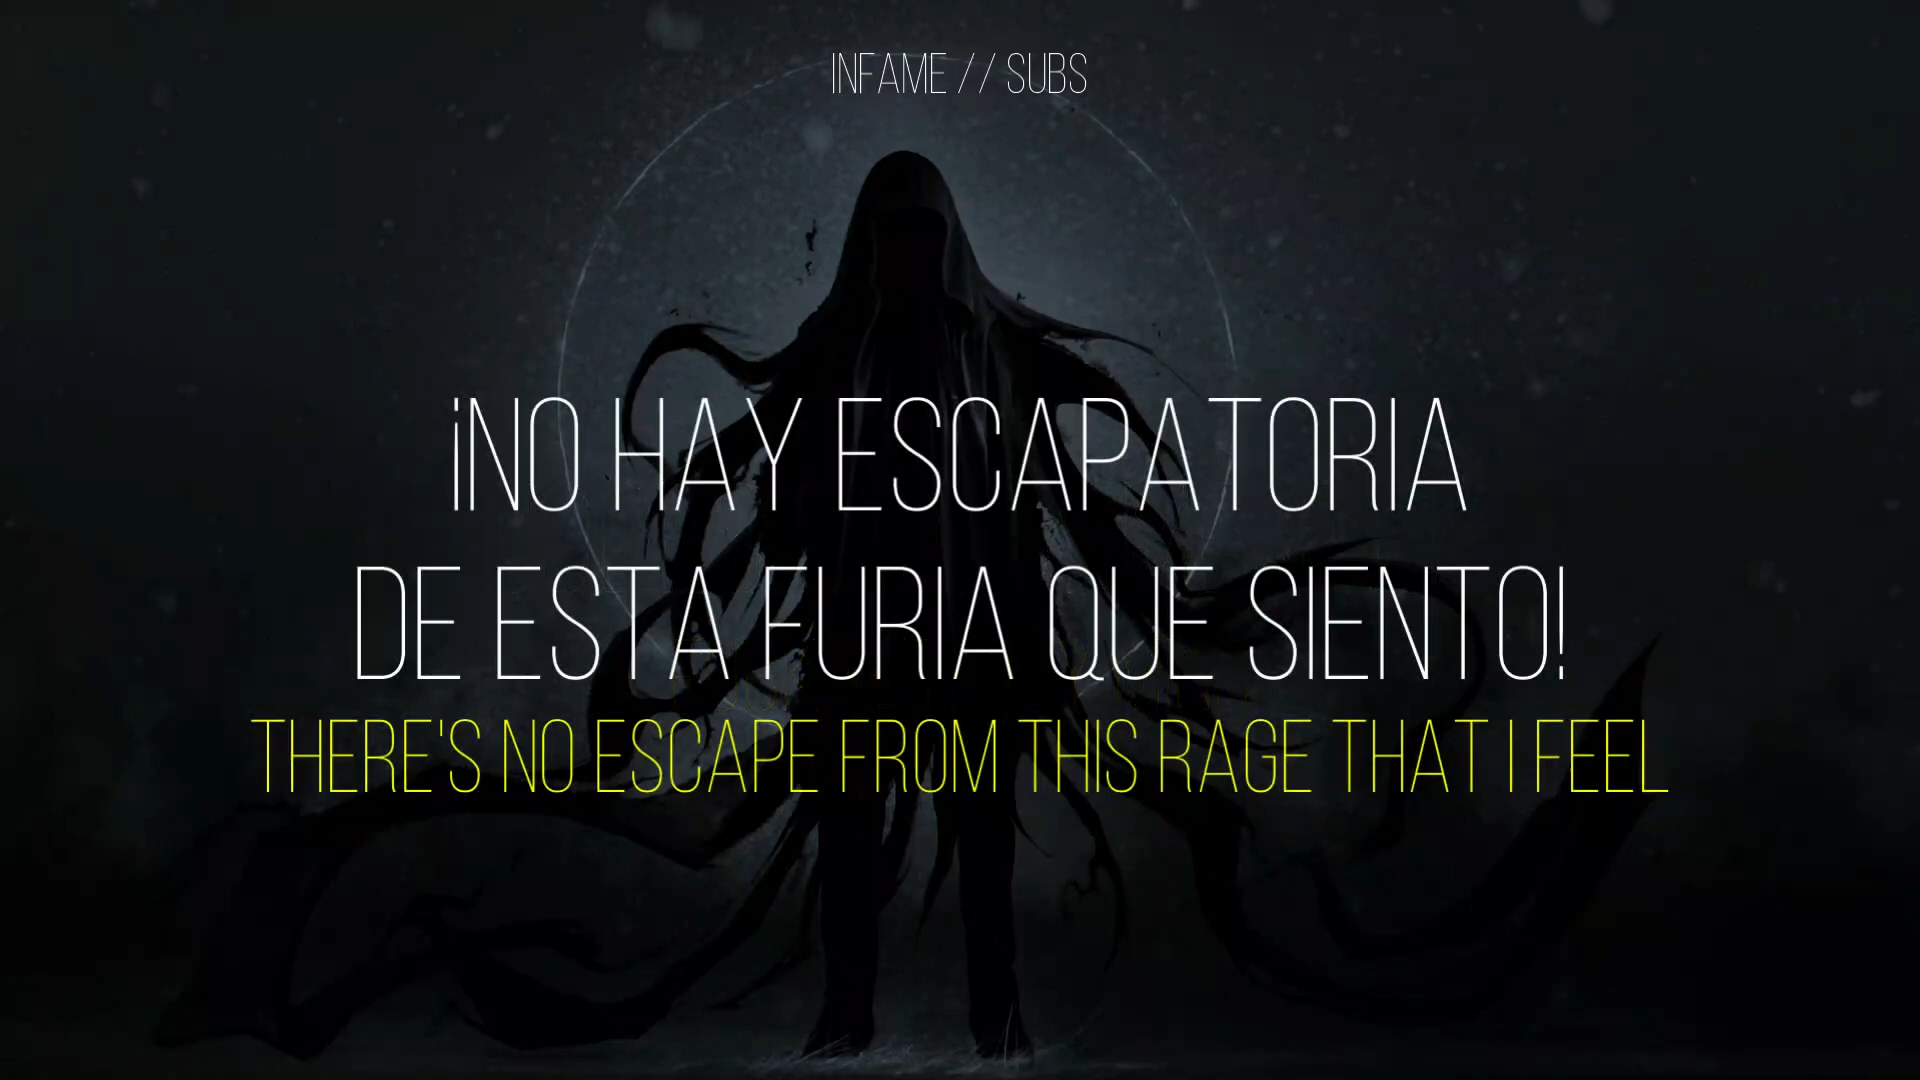 INFAME // SUBS
¡NO HAY ESCAPATORIA
DE ESTA FURIA QUE SIENTO!
THERE'S NO ESCAPE FROM THIS RAGE THAT I FEEL